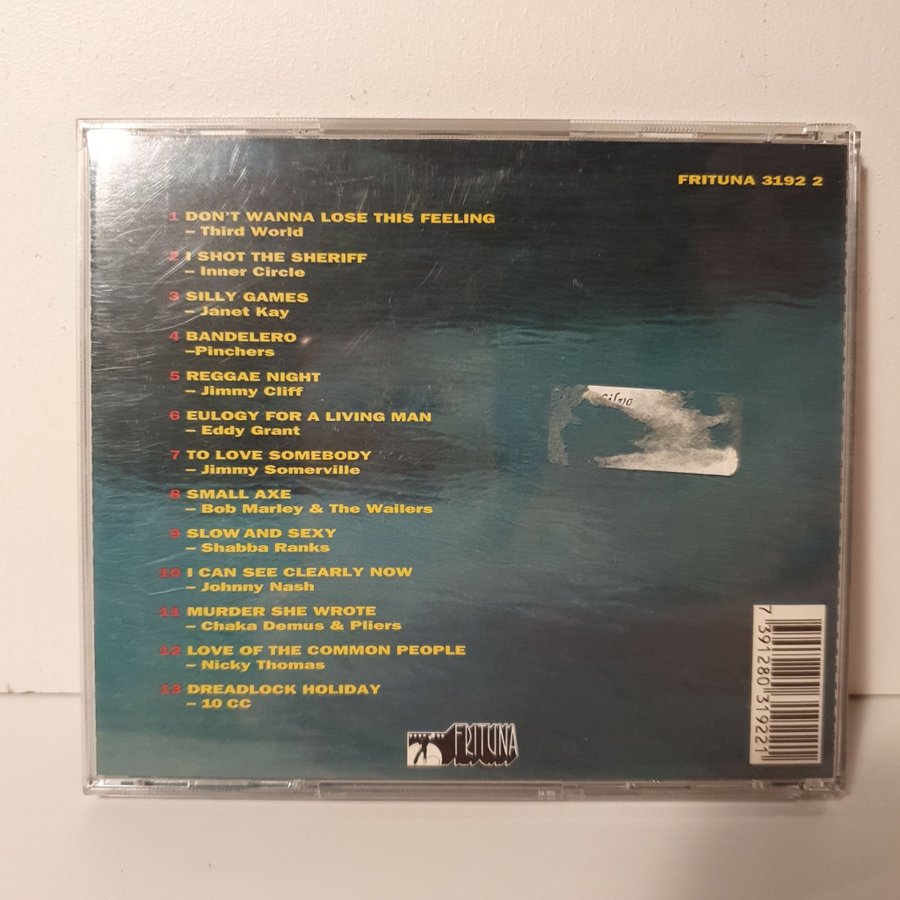 FRITUNA 3192 2
1 DON'T WANNA LOSE THIS FEELING
– Third World
2 I SHOT THE SHERIFF
– Inner Circle
3 SILLY GAMES
– Janet Kay
4 BANDELERO
–Pinchers
5 REGGAE NIGHT
– Jimmy Cliff
6 EULOGY FOR A LIVING MAN
– Eddy Grant
7 TO LOVE SOMEBODY
– Jimmy Somerville
8 SMALL AXE
– Bob Marley & The Wailers
9 SLOW AND SEXY
– Shabba Ranks
10 I CAN SEE CLEARLY NOW
– Johnny Nash
11 MURDER SHE WROTE
– Chaka Demus & Pliers
12 LOVE OF THE COMMON PEOPLE
– Nicky Thomas
13 DREADLOCK HOLIDAY
– 10 CC
7 391280 319221
FRITUNA